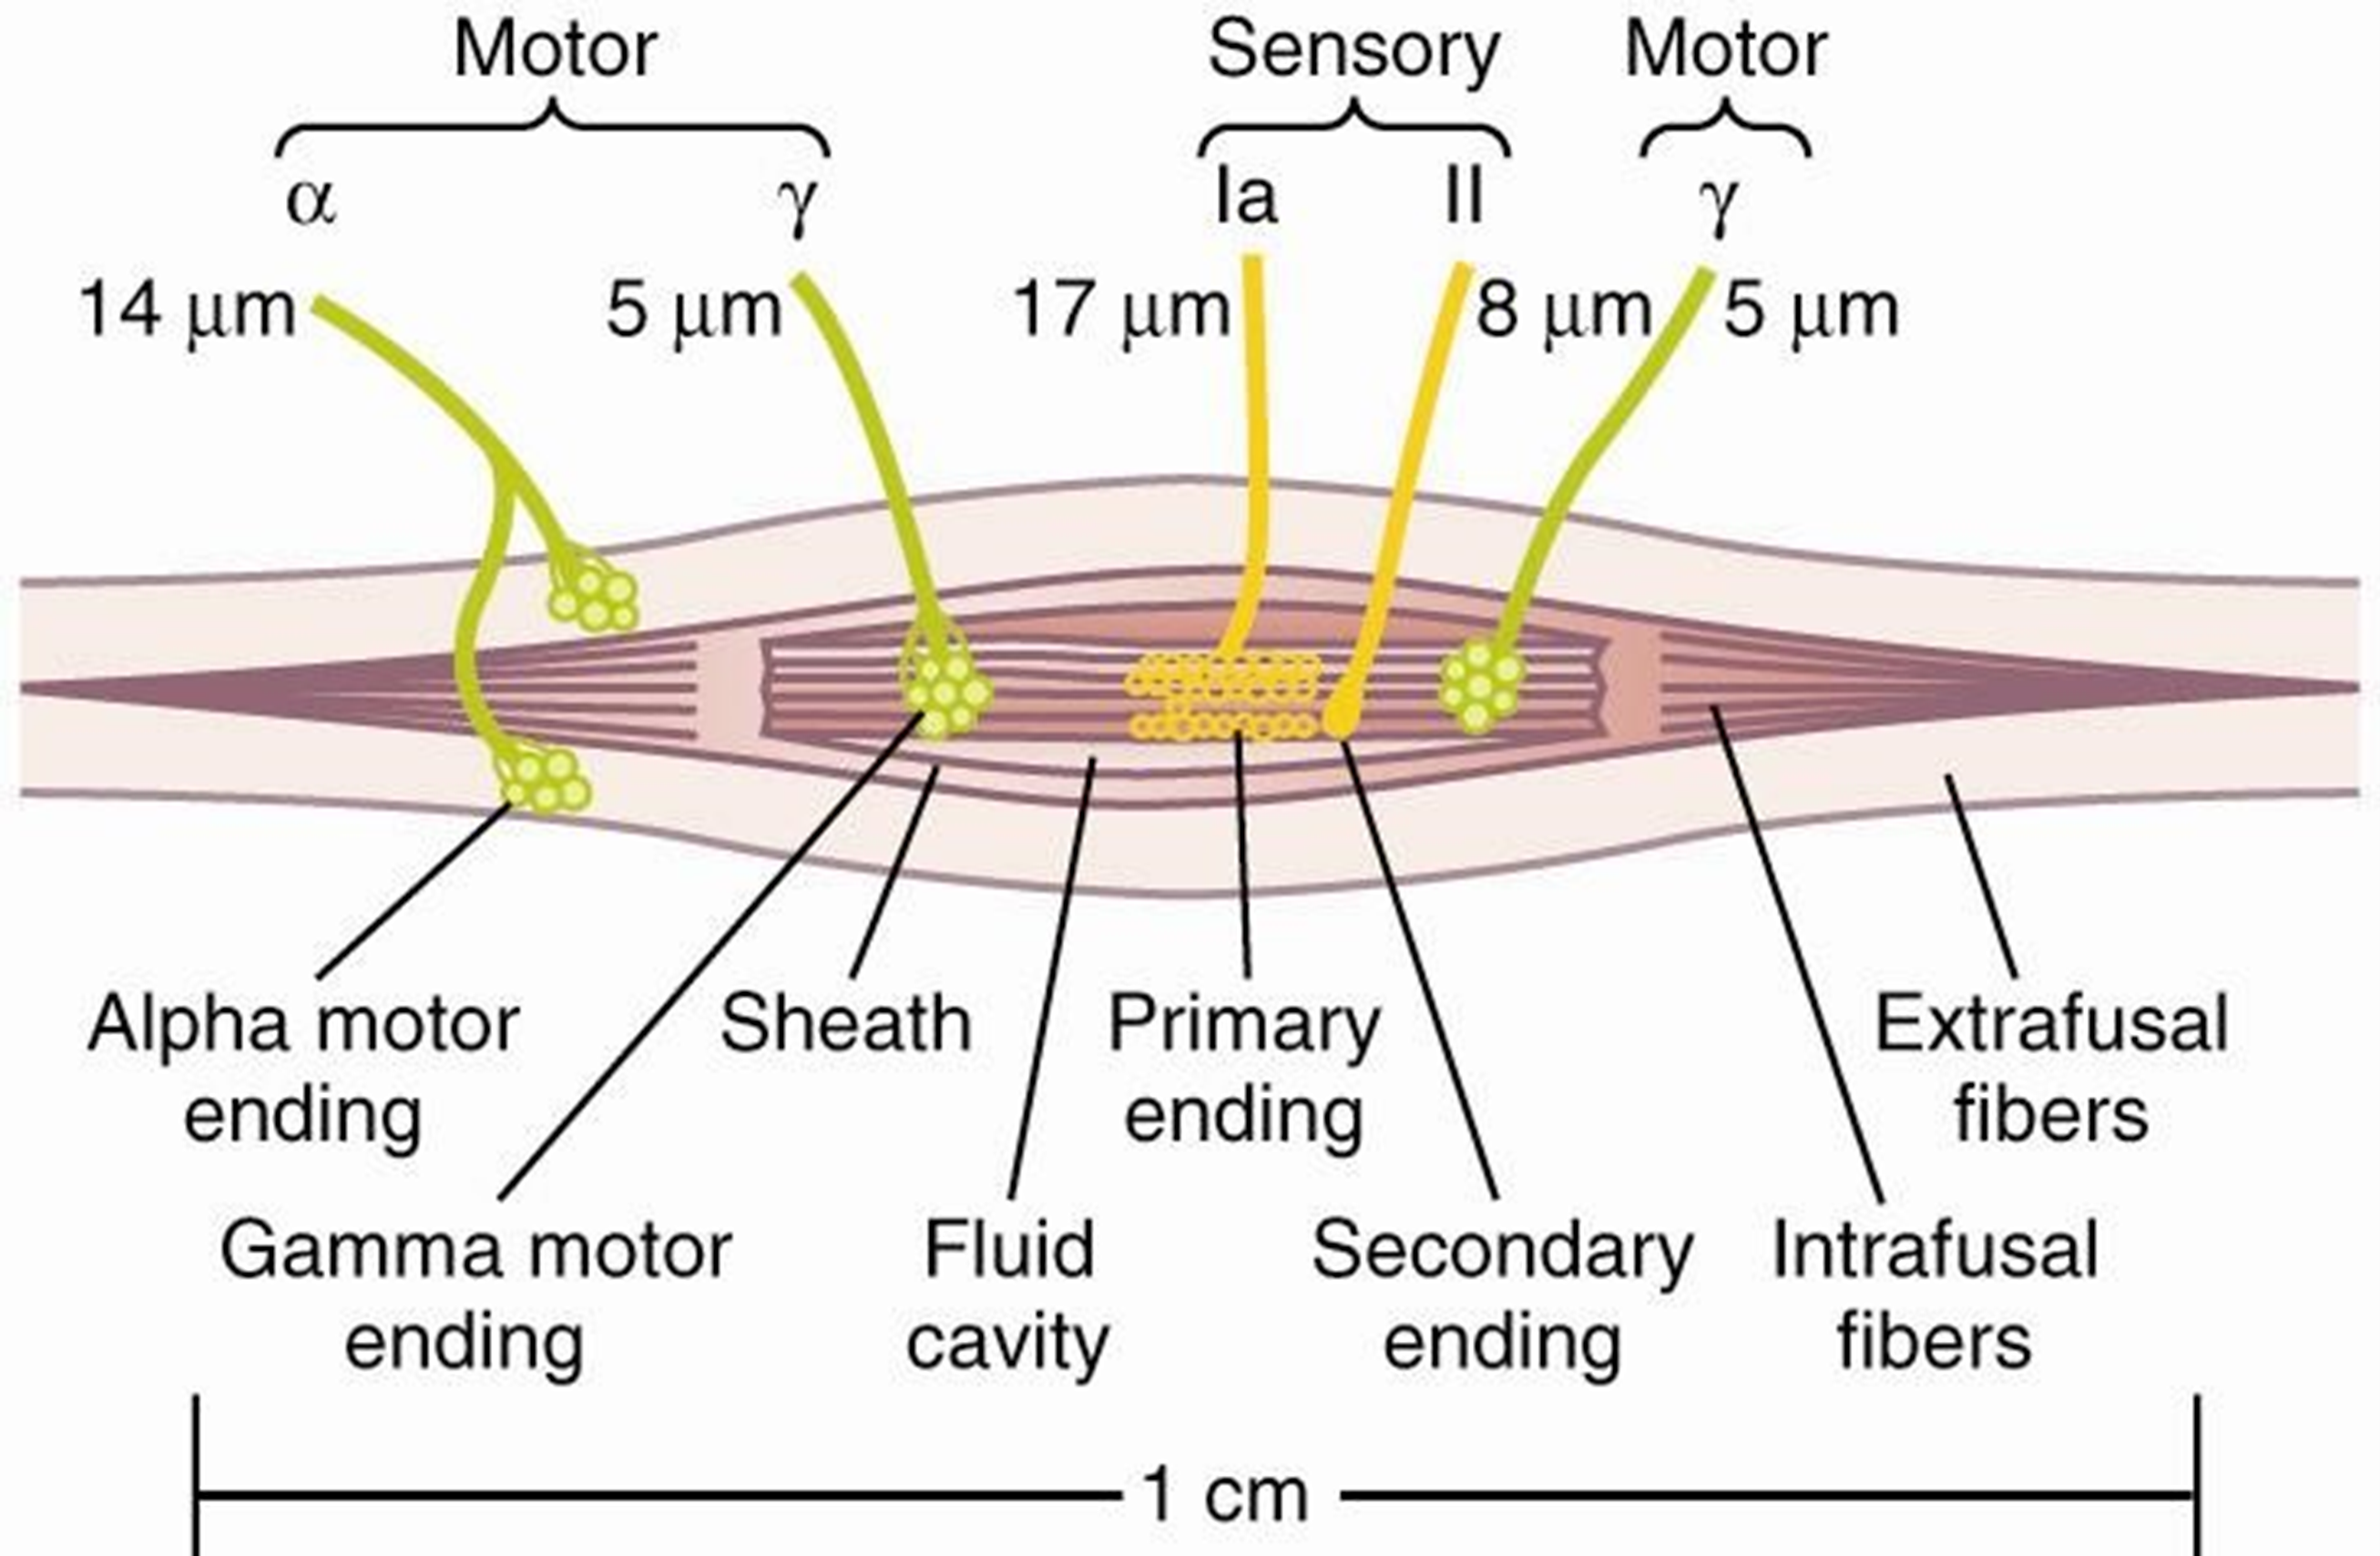 Motor Sensory Motor
α γ Ia II γ
14 μm 5 μm 17 μm 8 μm 5 μm
Alpha motor
ending
Sheath
Primary
ending
Extrafusal
fibers
Gamma motor
ending
Fluid
cavity
Secondary
ending
Intrafusal
fibers
1 cm